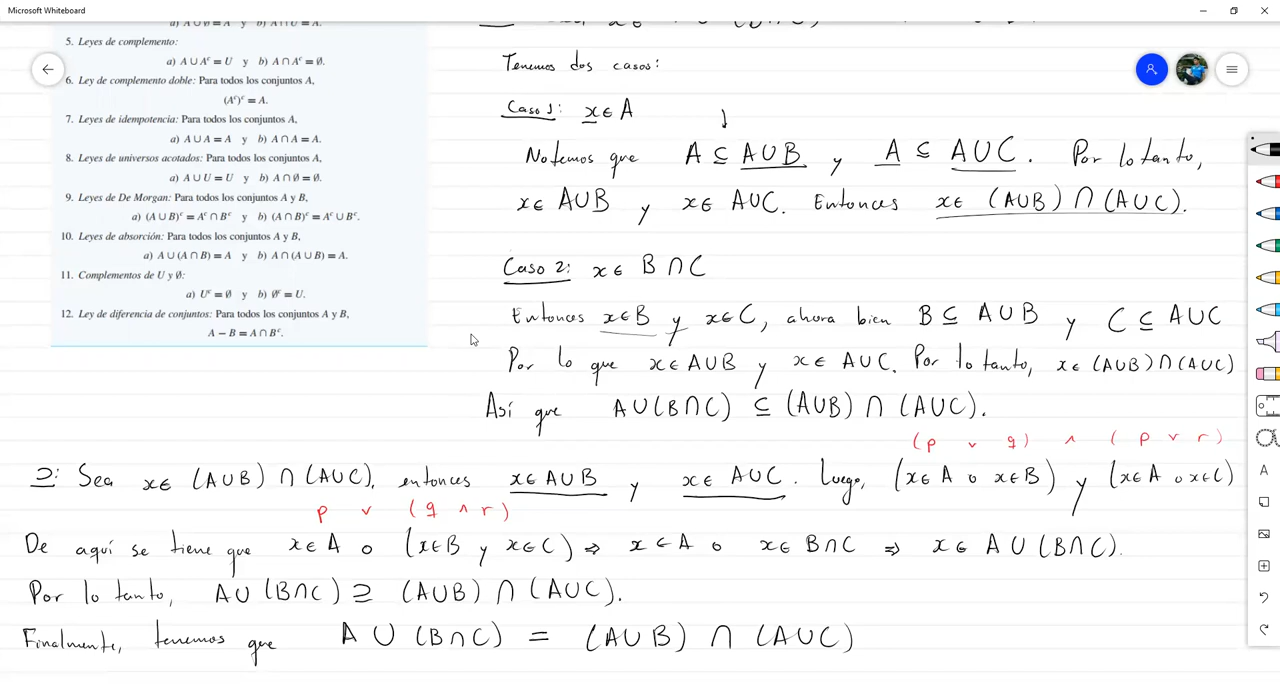 Microsoft Whiteboard
5. Leyes de complemento:
a) A ∪ Aᶜ = U y b) A ∩ Aᶜ = ∅.
6. Ley de complemento doble: Para todos los conjuntos A,
(Aᶜ)ᶜ = A.
7. Leyes de idempotencia: Para todos los conjuntos A,
a) A ∪ A = A y b) A ∩ A = A.
8. Leyes de universos acotados: Para todos los conjuntos A,
a) A ∪ U = U y b) A ∩ ∅ = ∅.
9. Leyes de De Morgan: Para todos los conjuntos A y B,
a) (A ∪ B)ᶜ = Aᶜ ∩ Bᶜ y b) (A ∩ B)ᶜ = Aᶜ ∪ Bᶜ.
10. Leyes de absorción: Para todos los conjuntos A y B,
a) A ∪ (A ∩ B) = A y b) A ∩ (A ∪ B) = A.
11. Complementos de U y ∅:
a) Uᶜ = ∅ y b) ∅ᶜ = U.
12. Ley de diferencia de conjuntos: Para todos los conjuntos A y B,
A − B = A ∩ Bᶜ.
Tenemos dos casos:
Caso 1: x ∈ A
Notemos que A ⊆ A∪B y A ⊆ A∪C. Por lo tanto,
x ∈ A∪B y x ∈ A∪C. Entonces x ∈ (A∪B) ∩ (A∪C).
Caso 2: x ∈ B ∩ C
Entonces x∈B y x∈C, ahora bien B ⊆ A∪B y C ⊆ A∪C
Por lo que x ∈ A∪B y x ∈ A∪C. Por lo tanto, x ∈ (A∪B)∩(A∪C)
Así que A∪(B∩C) ⊆ (A∪B) ∩ (A∪C).
(p ∨ q) ∧ (p ∨ r)
⊇: Sea x∈ (A∪B) ∩ (A∪C), entonces x∈A∪B y x∈ A∪C. Luego, (x∈A o x∈B) y (x∈A o x∈C)
p ∨ (q ∧ r)
De aquí se tiene que x∈A o (x∈B y x∈C) ⇒ x∈A o x∈ B∩C ⇒ x∈ A∪(B∩C).
Por lo tanto, A∪(B∩C) ⊇ (A∪B) ∩ (A∪C).
Finalmente, tenemos que A ∪ (B∩C) = (A∪B) ∩ (A∪C)
A